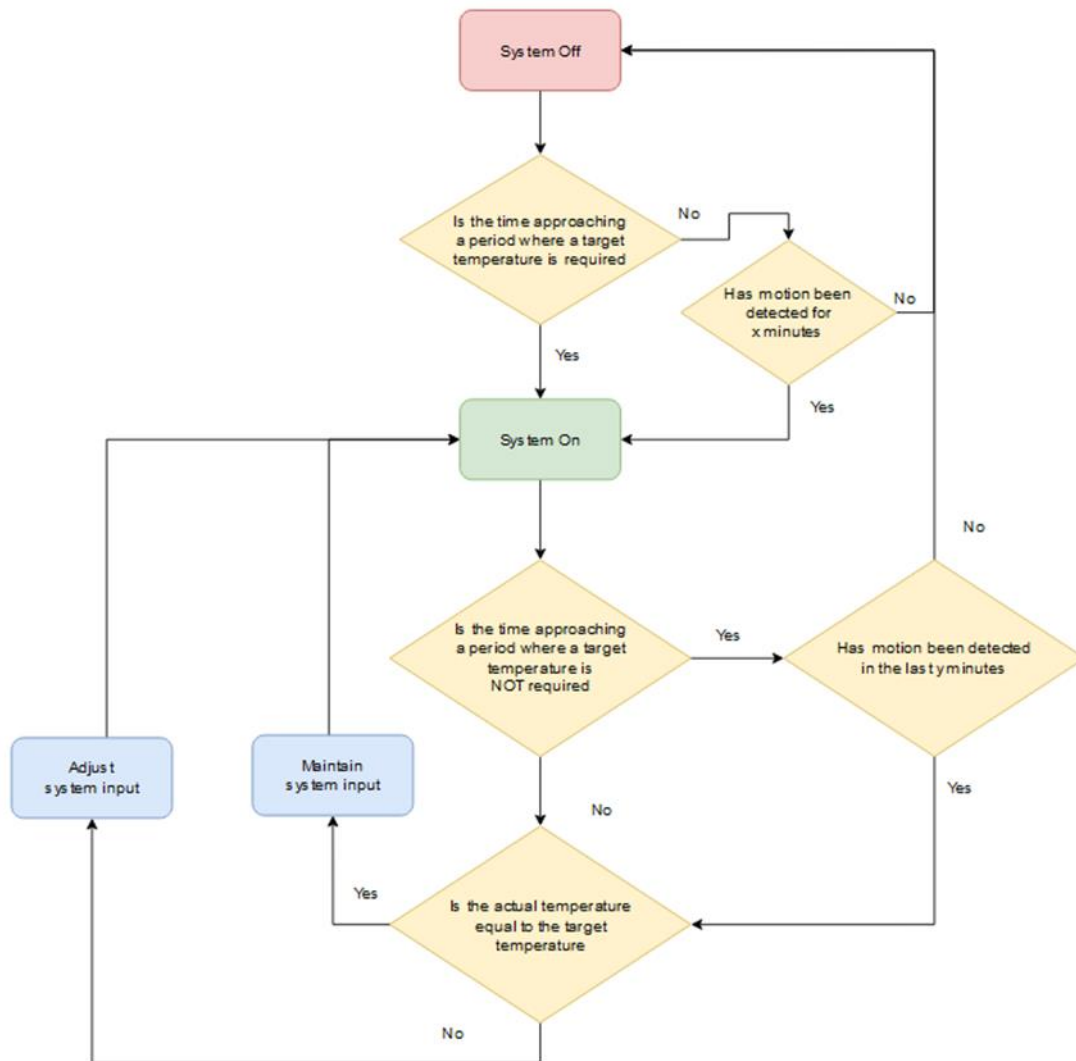 System Off
Is the time approaching
a period where a target
temperature is required
No
Has motion been
detected for
x minutes
No
Yes
Yes
System On
No
Is the time approaching
a period where a target
temperature is
NOT required
Yes
Has motion been detected
in the last y minutes
Adjust
system input
Maintain
system input
Yes
No
Yes
Is the actual temperature
equal to the target
temperature
No